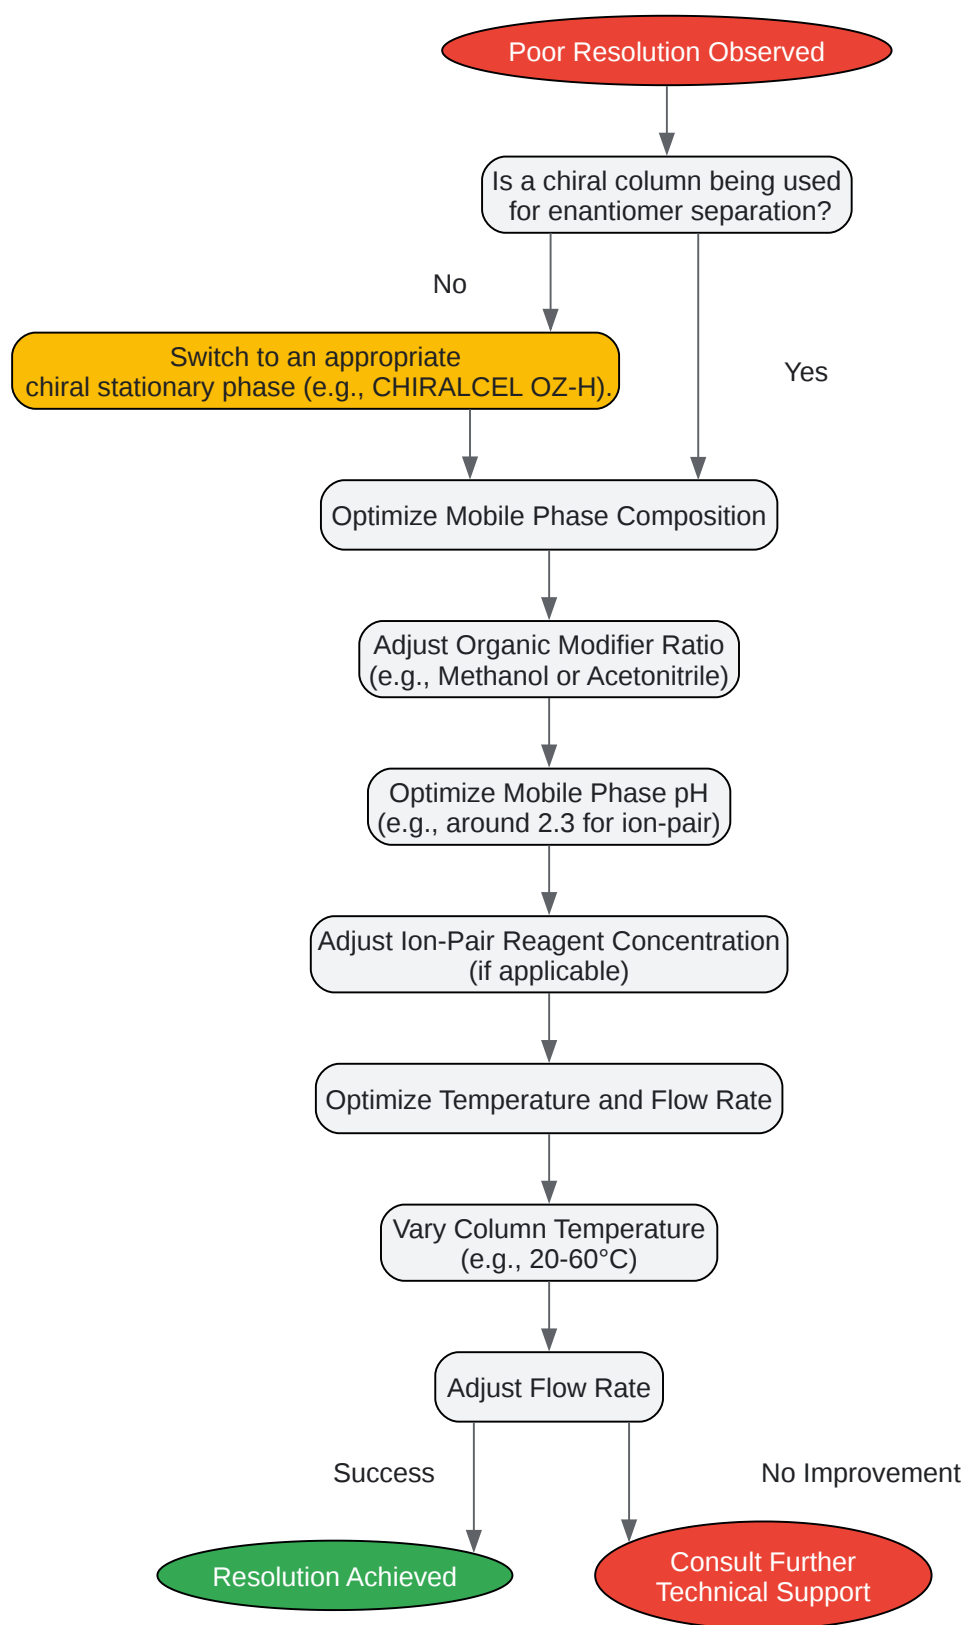 Poor Resolution Observed
Is a chiral column being used
for enantiomer separation?
No
Switch to an appropriate
chiral stationary phase (e.g., CHIRALCEL OZ-H).
Yes
Optimize Mobile Phase Composition
Adjust Organic Modifier Ratio
(e.g., Methanol or Acetonitrile)
Optimize Mobile Phase pH
(e.g., around 2.3 for ion-pair)
Adjust Ion-Pair Reagent Concentration
(if applicable)
Optimize Temperature and Flow Rate
Vary Column Temperature
(e.g., 20-60°C)
Adjust Flow Rate
Success
No Improvement
Resolution Achieved
Consult Further
Technical Support